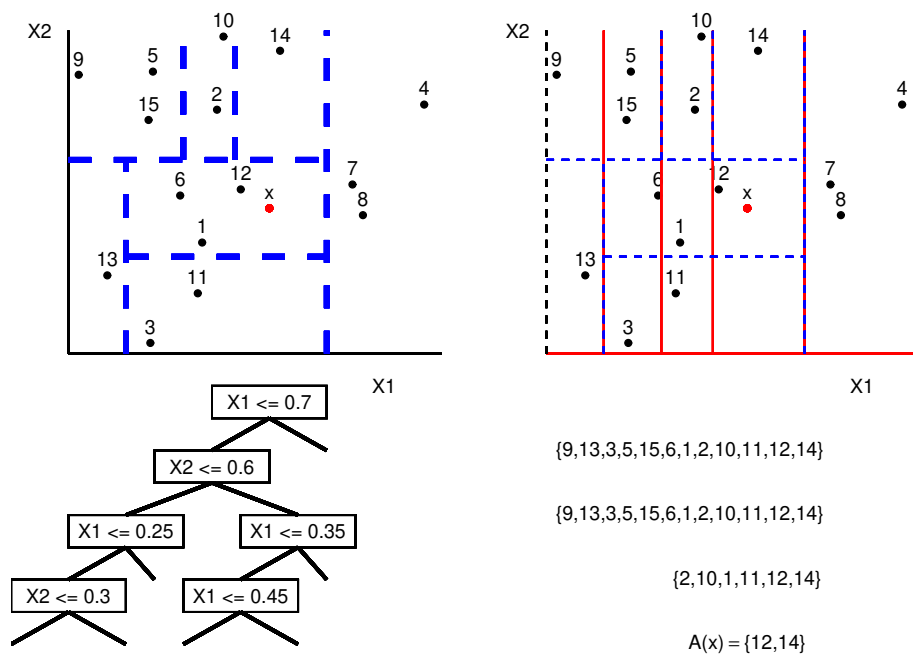 10
14
X2
9
5
4
2
15
12
7
6
x
8
1
13
11
3
X1
10
14
X2
9
5
4
2
15
12
7
6
x
8
1
13
11
3
X1
X1 <= 0.7
X2 <= 0.6
X1 <= 0.25
X1 <= 0.35
X2 <= 0.3
X1 <= 0.45
{9,13,3,5,15,6,1,2,10,11,12,14}
{9,13,3,5,15,6,1,2,10,11,12,14}
{2,10,1,11,12,14}
A(x) = {12,14}